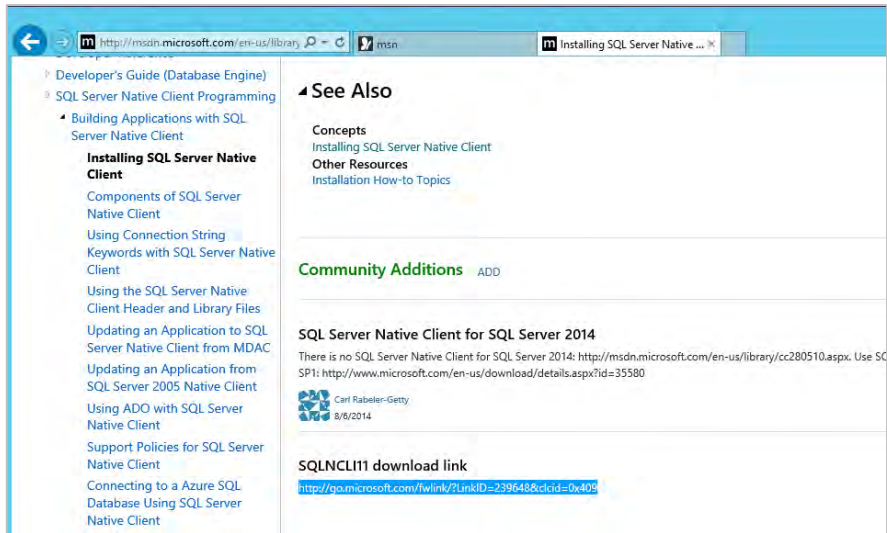 http://msdn.microsoft.com/en-us/library
msn
Installing SQL Server Native ...
Developer's Guide (Database Engine)
SQL Server Native Client Programming
Building Applications with SQL
Server Native Client
Installing SQL Server Native
Client
Components of SQL Server
Native Client
Using Connection String
Keywords with SQL Server Native
Client
Using the SQL Server Native
Client Header and Library Files
Updating an Application to SQL
Server Native Client from MDAC
Updating an Application from
SQL Server 2005 Native Client
Using ADO with SQL Server
Native Client
Support Policies for SQL Server
Native Client
Connecting to a Azure SQL
Database Using SQL Server
Native Client
See Also
Concepts
Installing SQL Server Native Client
Other Resources
Installation How-to Topics
Community Additions ADD
SQL Server Native Client for SQL Server 2014
There is no SQL Server Native Client for SQL Server 2014: http://msdn.microsoft.com/en-us/library/cc280510.aspx. Use
SP1: http://www.microsoft.com/en-us/download/details.aspx?id=35580
Carl Rabeler-Getty
8/6/2014
SQLNCLI11 download link
http://go.microsoft.com/fwlink/?LinkID=239648&clcid=0x409